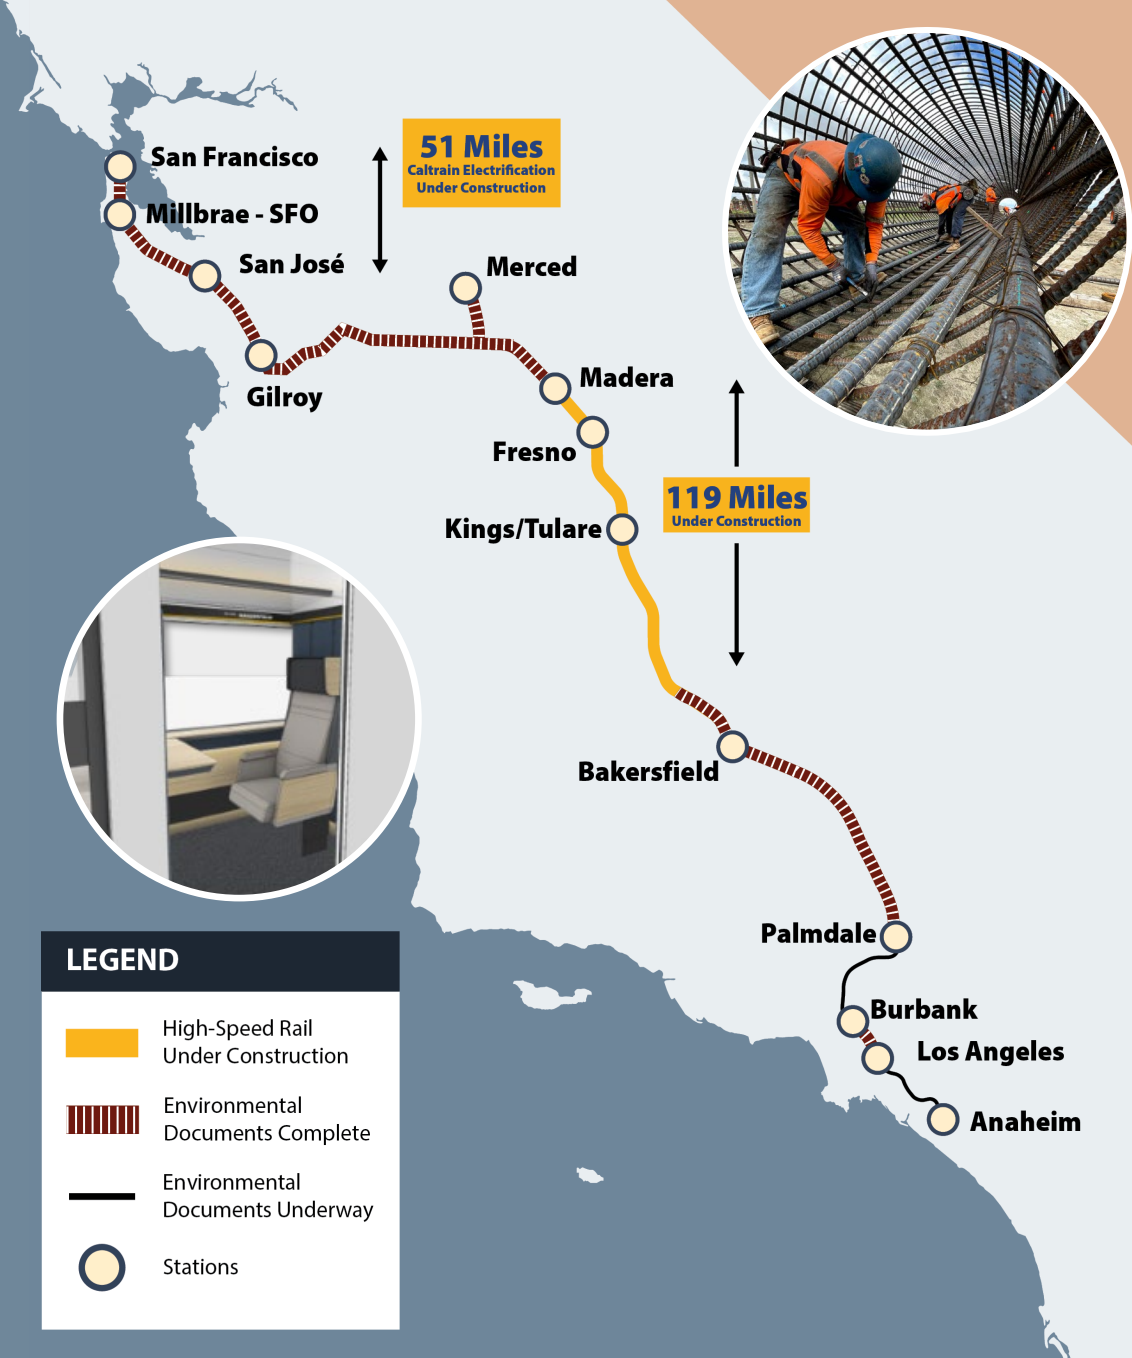 San Francisco
Millbrae - SFO
San José
51 Miles
Caltrain Electrification
Under Construction
Merced
Gilroy
Madera
Fresno
Kings/Tulare
119 Miles
Under Construction
Bakersfield
Palmdale
Burbank
Los Angeles
Anaheim
LEGEND
High-Speed Rail
Under Construction
Environmental
Documents Complete
Environmental
Documents Underway
Stations